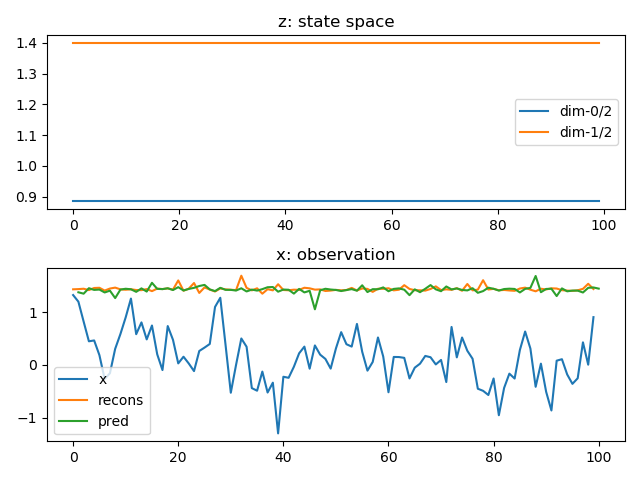 z: state space
1.4
1.3
1.2
1.1
1.0
0.9
dim-0/2
dim-1/2
0 20 40 60 80 100
x: observation
1
0
−1
x
recons
pred
0 20 40 60 80 100